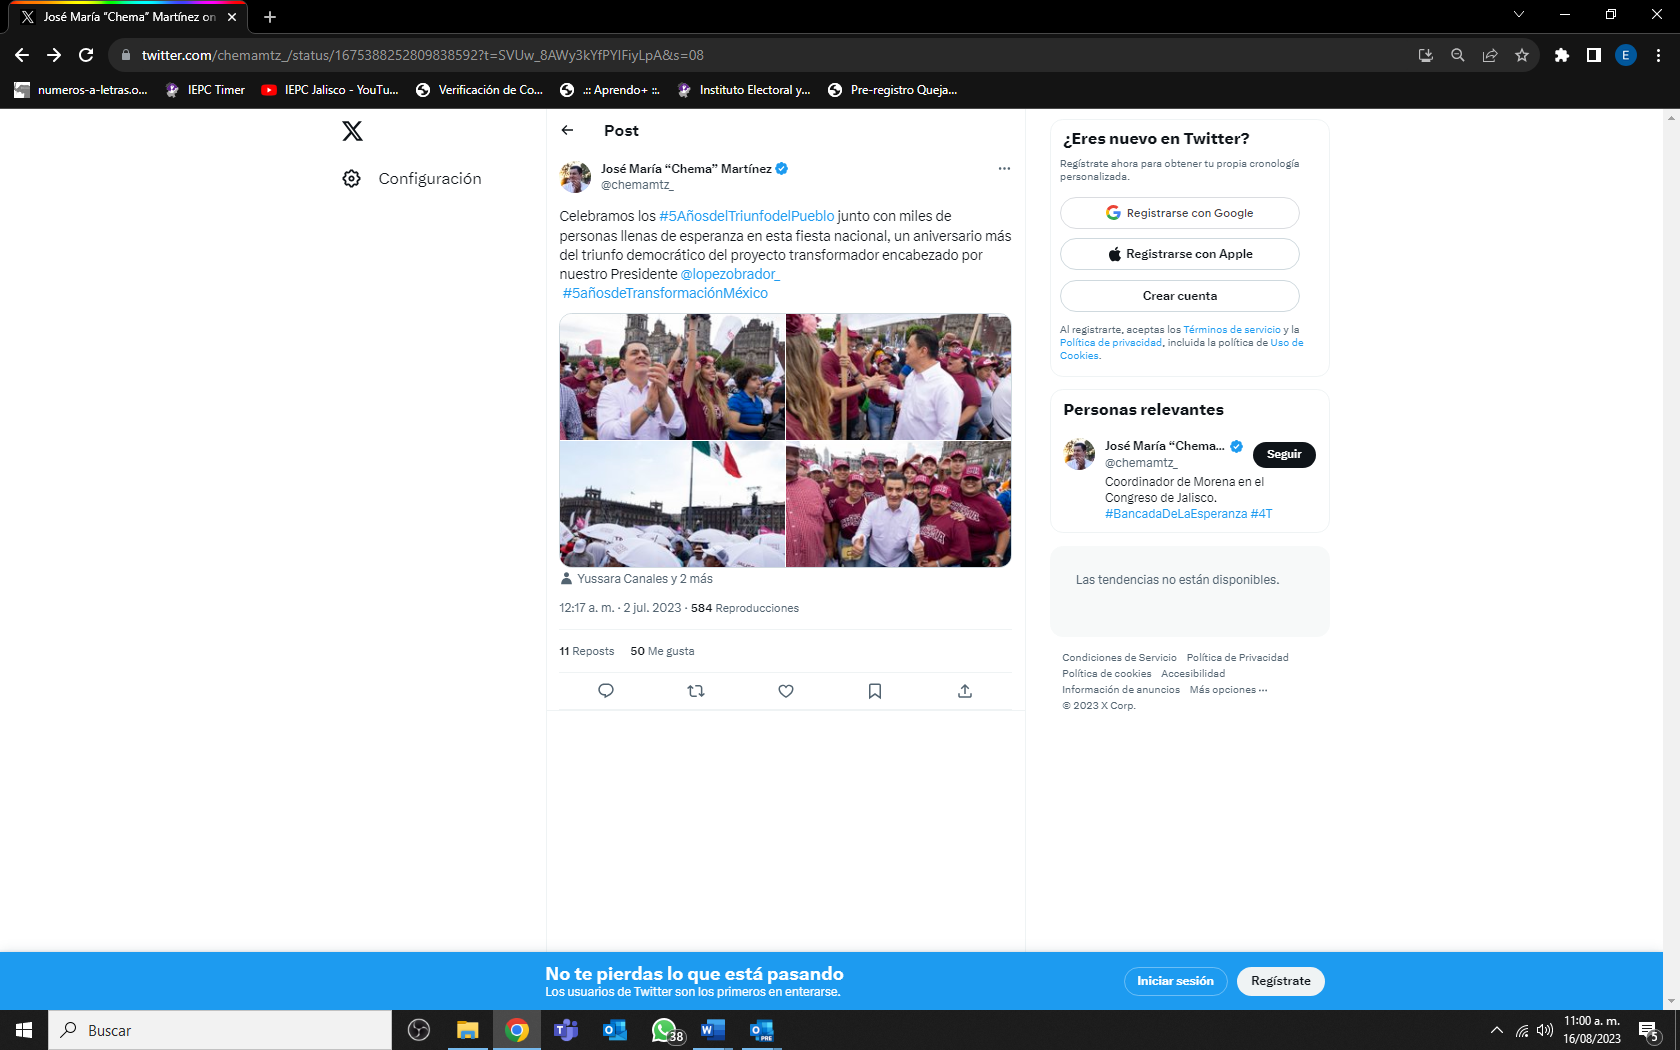 José María “Chema” Martínez on
twitter.com/chemamtz_/status/1675388252809838592?t=SVUw_8AWy3kYfPYIFiyLpA&s=08
E
numeros-a-letras.o...
IEPC Timer
IEPC Jalisco - YouTu...
Verificación de Co...
.:: Aprendo+ ::.
Instituto Electoral y...
Pre-registro Queja...
Configuración
Post
José María “Chema” Martínez
@chemamtz_
Celebramos los #5AñosdelTriunfodelPueblo junto con miles de
personas llenas de esperanza en esta fiesta nacional, un aniversario más
del triunfo democrático del proyecto transformador encabezado por
nuestro Presidente @lopezobrador_
#5añosdeTransformaciónMéxico
Yussara Canales y 2 más
12:17 a. m. · 2 jul. 2023 · 584 Reproducciones
11 Reposts 50 Me gusta
¿Eres nuevo en Twitter?
Regístrate ahora para obtener tu propia cronología
personalizada.
Registrarse con Google
Registrarse con Apple
Crear cuenta
Al registrarte, aceptas los Términos de servicio y la
Política de privacidad, incluida la política de Uso de
Cookies.
Personas relevantes
José María “Chema...
@chemamtz_
Seguir
Coordinador de Morena en el
Congreso de Jalisco.
#BancadaDeLaEsperanza #4T
Las tendencias no están disponibles.
Condiciones de Servicio Política de Privacidad
Política de cookies Accesibilidad
Información de anuncios Más opciones ···
© 2023 X Corp.
No te pierdas lo que está pasando
Los usuarios de Twitter son los primeros en enterarse.
Iniciar sesión
Regístrate
Buscar
38
PRE
11:00 a. m.
16/08/2023
5